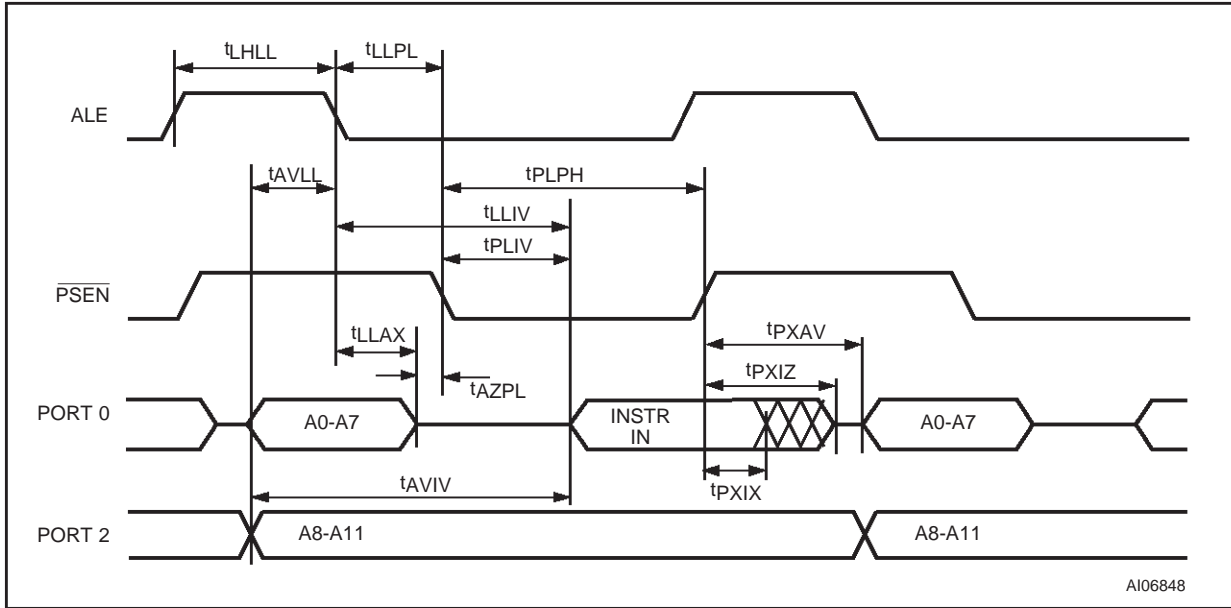 tLHLL
tLLPL
ALE
tAVLL
tPLPH
tLLIV
tPLIV
PSEN
tLLAX
tPXAV
tAZPL
tPXIZ
PORT 0
A0-A7
INSTR
IN
A0-A7
tAVIV
tPXIX
PORT 2
A8-A11
A8-A11
AI06848